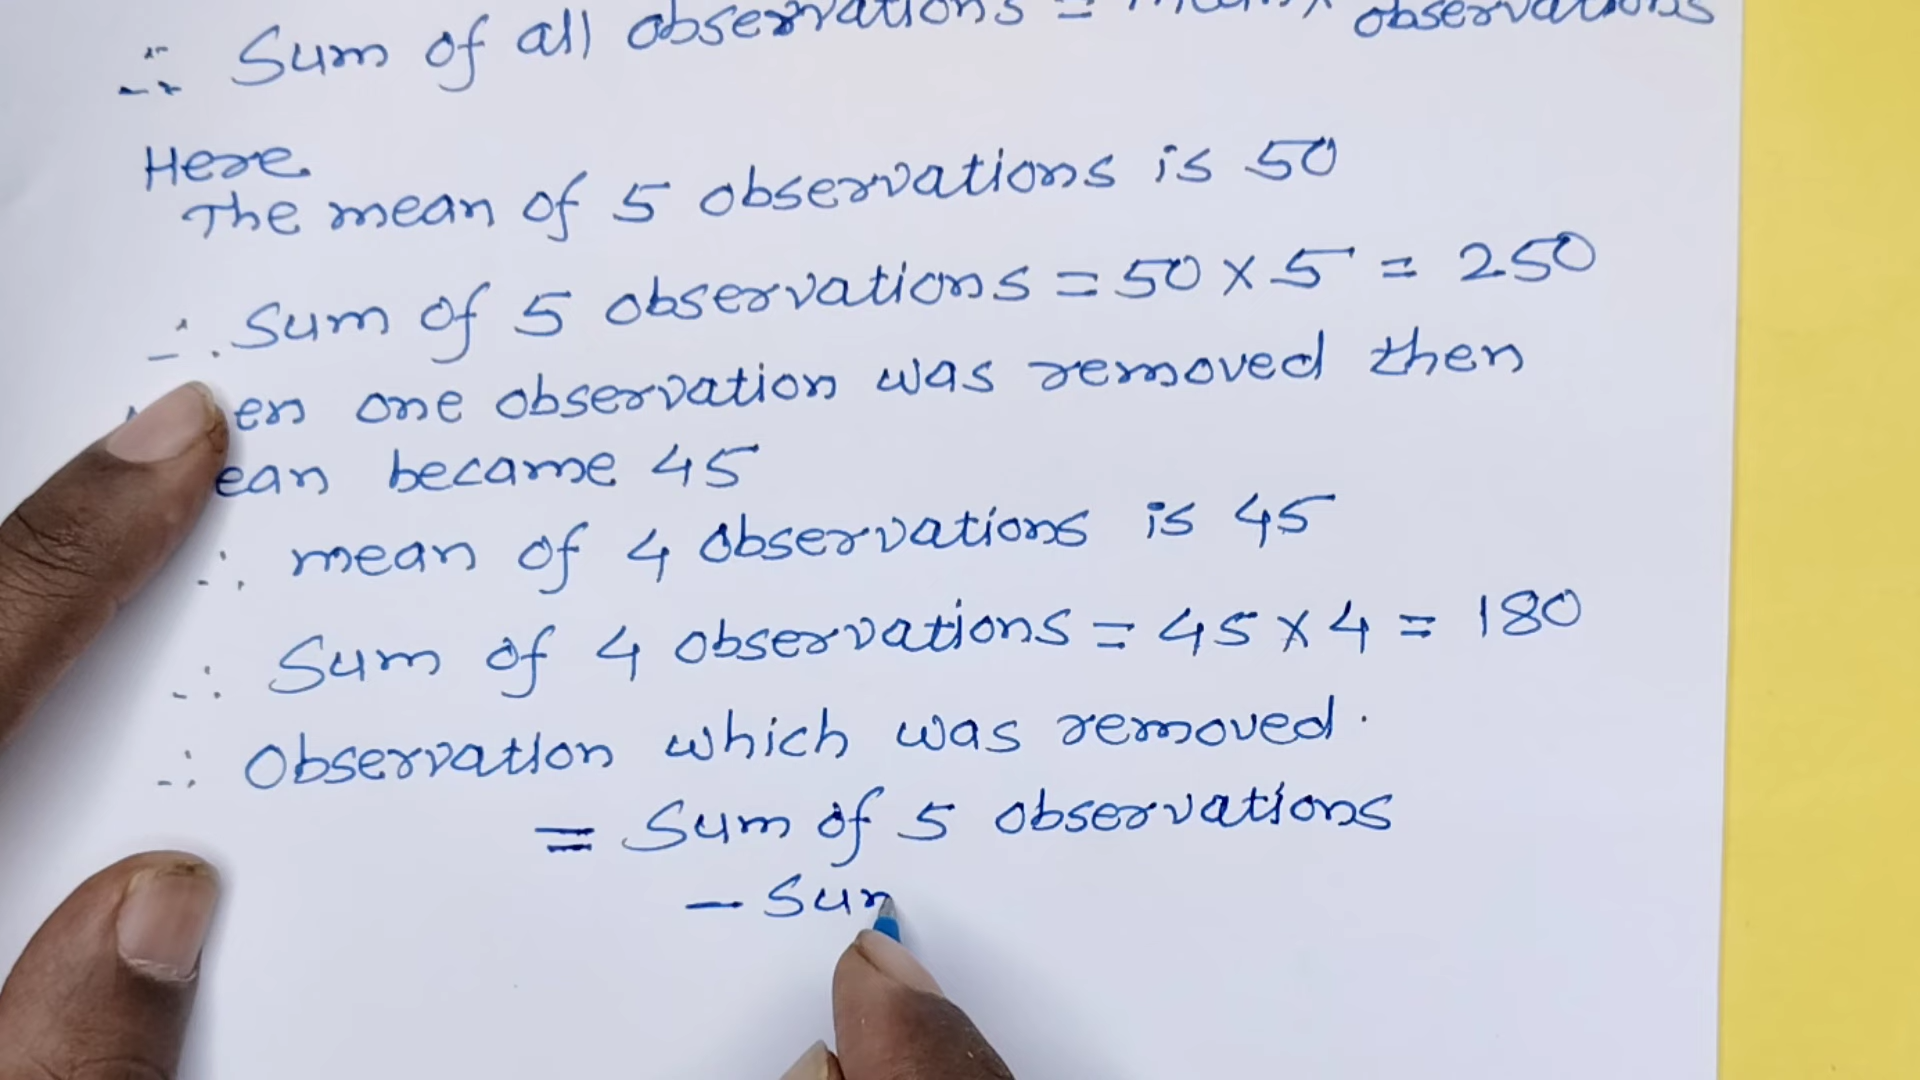 ∴ Sum of all observations = mean × observations
Here
The mean of 5 observations is 50
∴ Sum of 5 observations = 50 × 5 = 250
en one observation was removed then
ean became 45
∴ mean of 4 observations is 45
∴ Sum of 4 observations = 45 × 4 = 180
∴ Observation which was removed.
= Sum of 5 observations
– Sum